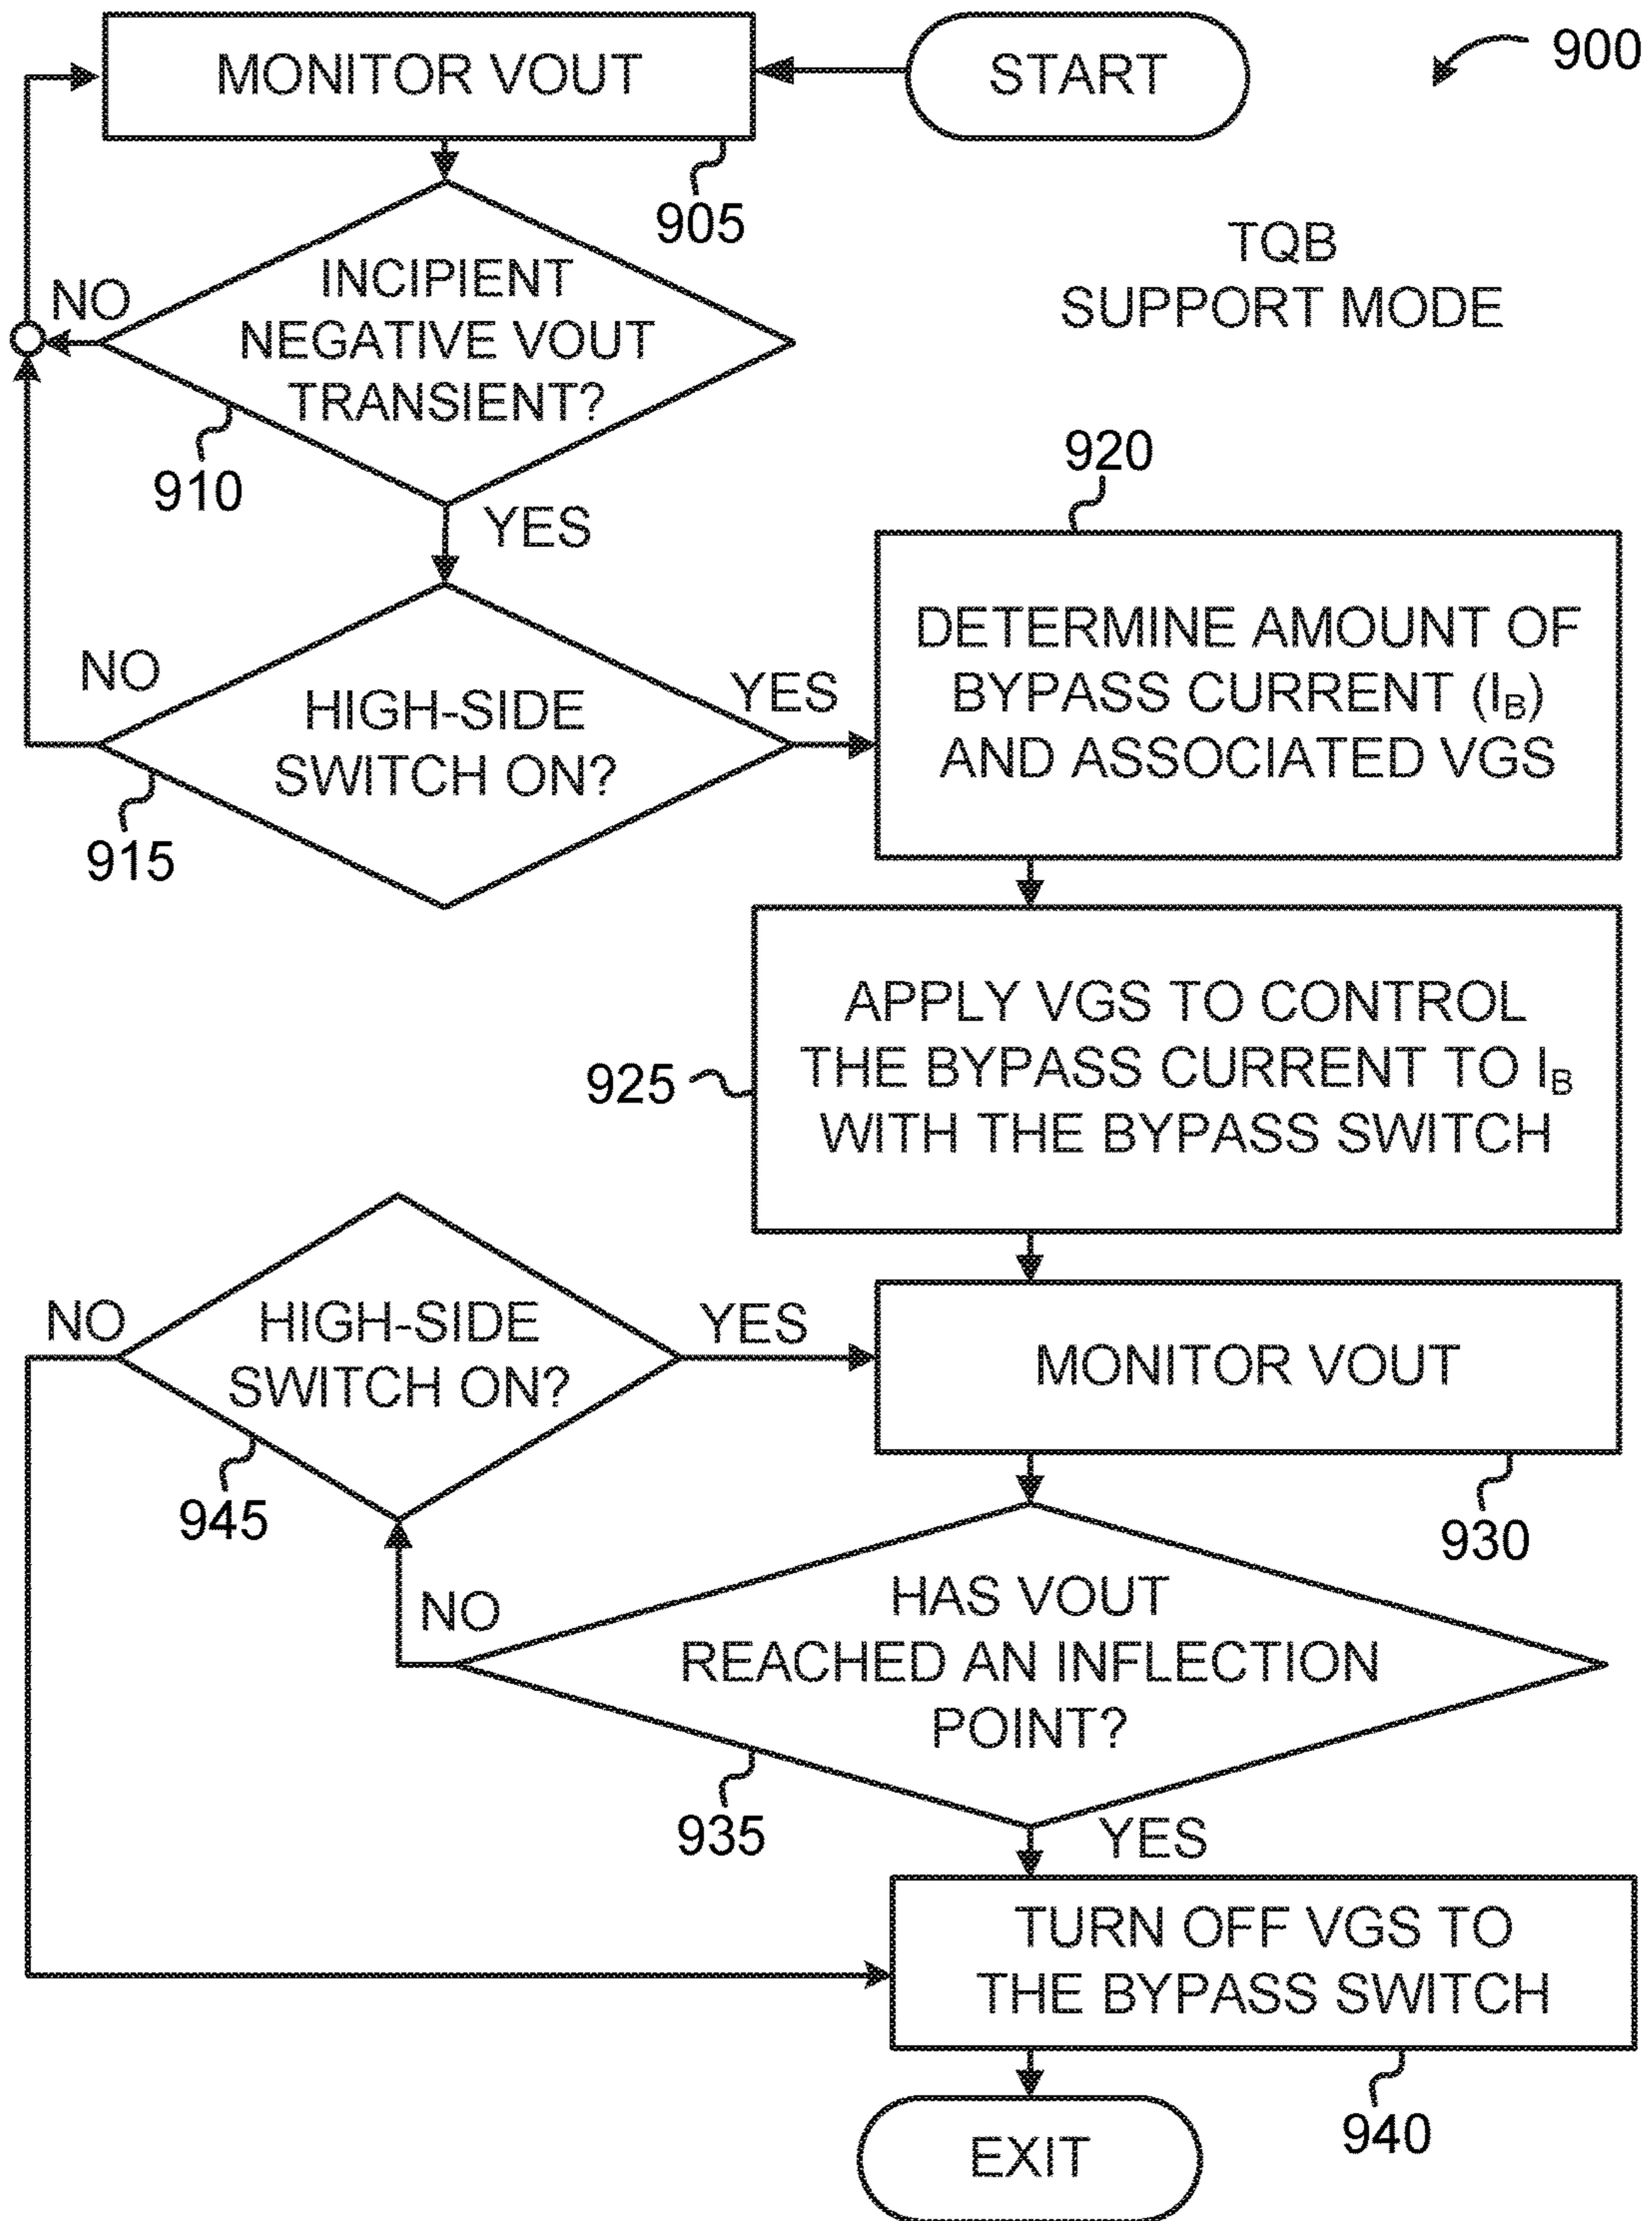 MONITOR VOUT
START
900
905
TQB
SUPPORT MODE
INCIPIENT
NEGATIVE VOUT
TRANSIENT?
NO
910
YES
920
HIGH-SIDE
SWITCH ON?
NO
YES
915
DETERMINE AMOUNT OF
BYPASS CURRENT (IB)
AND ASSOCIATED VGS
APPLY VGS TO CONTROL
THE BYPASS CURRENT TO IB
WITH THE BYPASS SWITCH
925
HIGH-SIDE
SWITCH ON?
NO
YES
945
MONITOR VOUT
930
HAS VOUT
REACHED AN INFLECTION
POINT?
NO
935
YES
TURN OFF VGS TO
THE BYPASS SWITCH
940
EXIT